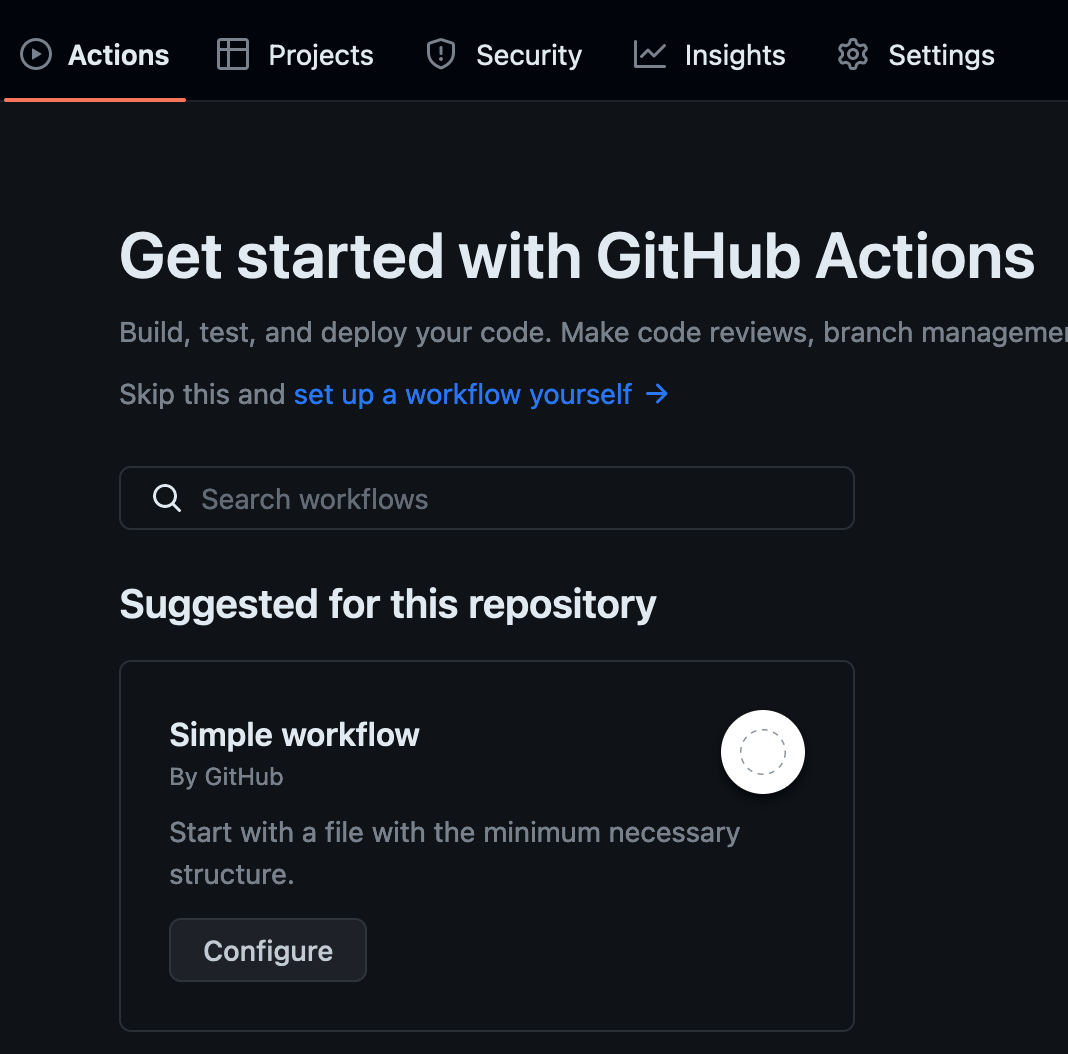 Actions Projects Security Insights Settings
Get started with GitHub Actions
Build, test, and deploy your code. Make code reviews, branch
Skip this and set up a workflow yourself →
Search workflows
Suggested for this repository
Simple workflow
By GitHub
Start with a file with the minimum necessary
structure.
Configure